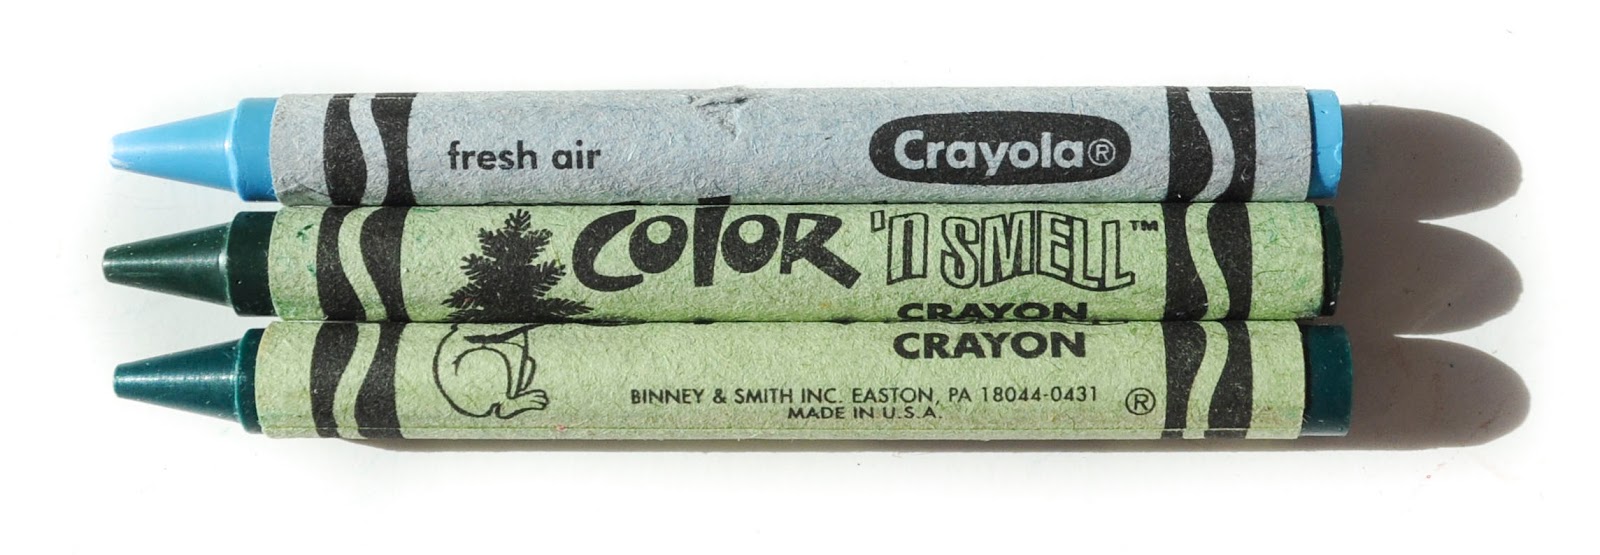 fresh air
Crayola®
COLOR 'n SMELL™
CRAYON
CRAYON
BINNEY & SMITH INC. EASTON, PA 18044-0431 ®
MADE IN U.S.A.